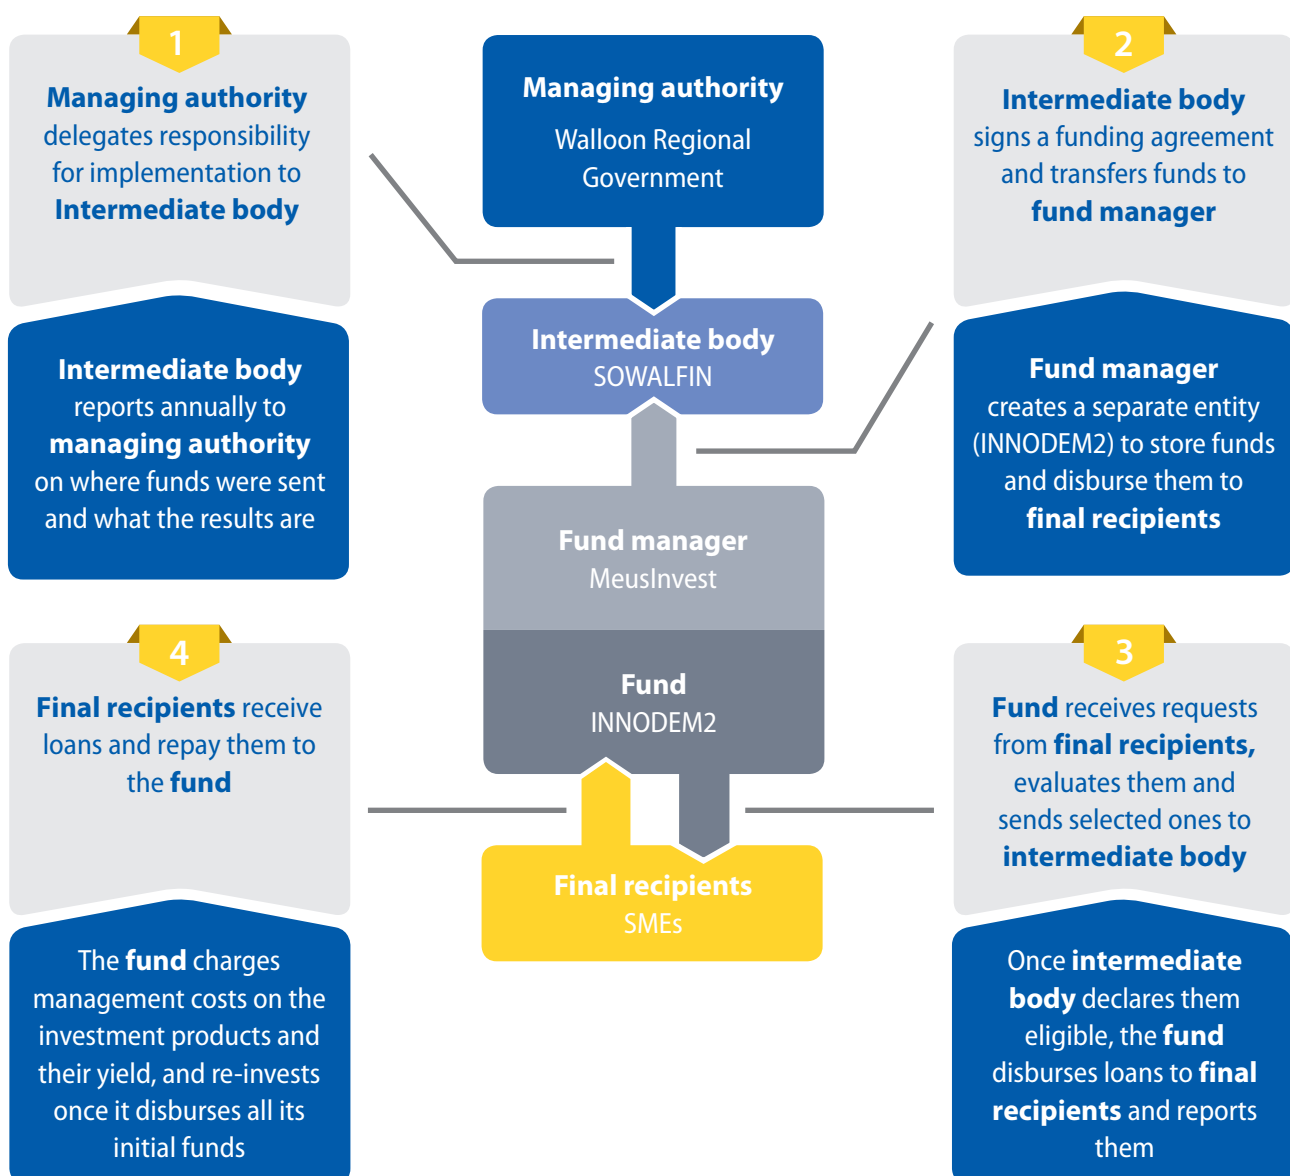 1
Managing authority
delegates responsibility
for implementation to
Intermediate body
Intermediate body
reports annually to
managing authority
on where funds were sent
and what the results are
Managing authority
Walloon Regional
Government
Intermediate body
SOWALFIN
Fund manager
MeusInvest
Fund
INNODEM2
Final recipients
SMEs
2
Intermediate body
signs a funding agreement
and transfers funds to
fund manager
Fund manager
creates a separate entity
(INNODEM2) to store funds
and disburse them to
final recipients
3
Fund receives requests
from final recipients,
evaluates them and
sends selected ones to
intermediate body
Once intermediate
body declares them
eligible, the fund
disburses loans to final
recipients and reports
them
4
Final recipients receive
loans and repay them to
the fund
The fund charges
management costs on the
investment products and
their yield, and re-invests
once it disburses all its
initial funds